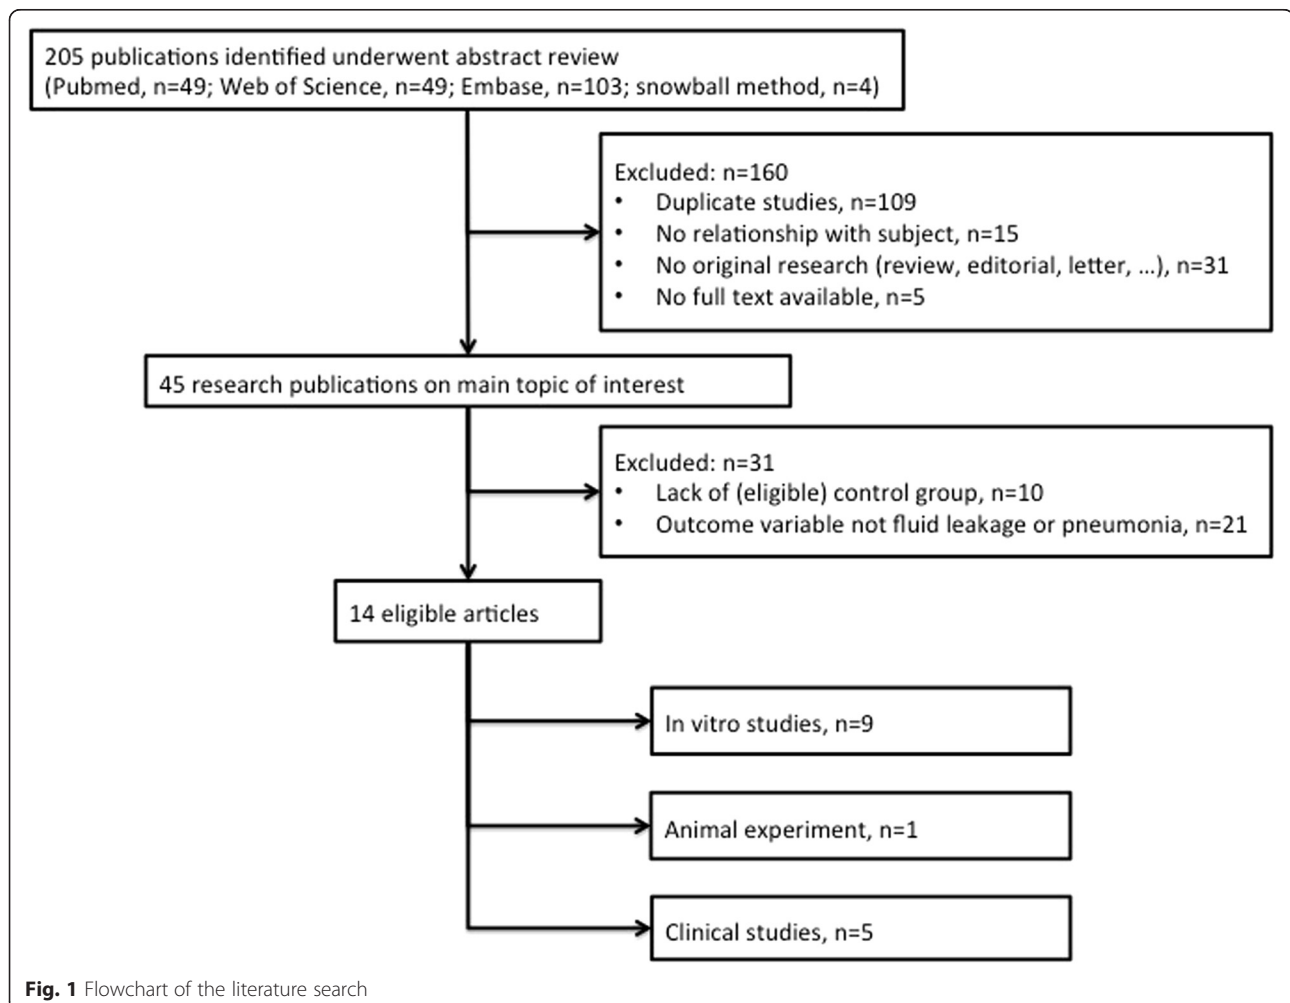 205 publications identified underwent abstract review
(Pubmed, n=49; Web of Science, n=49; Embase, n=103; snowball method, n=4)
Excluded: n=160
• Duplicate studies, n=109
• No relationship with subject, n=15
• No original research (review, editorial, letter, ...), n=31
• No full text available, n=5
45 research publications on main topic of interest
Excluded: n=31
• Lack of (eligible) control group, n=10
• Outcome variable not fluid leakage or pneumonia, n=21
14 eligible articles
In vitro studies, n=9
Animal experiment, n=1
Clinical studies, n=5
Fig. 1 Flowchart of the literature search